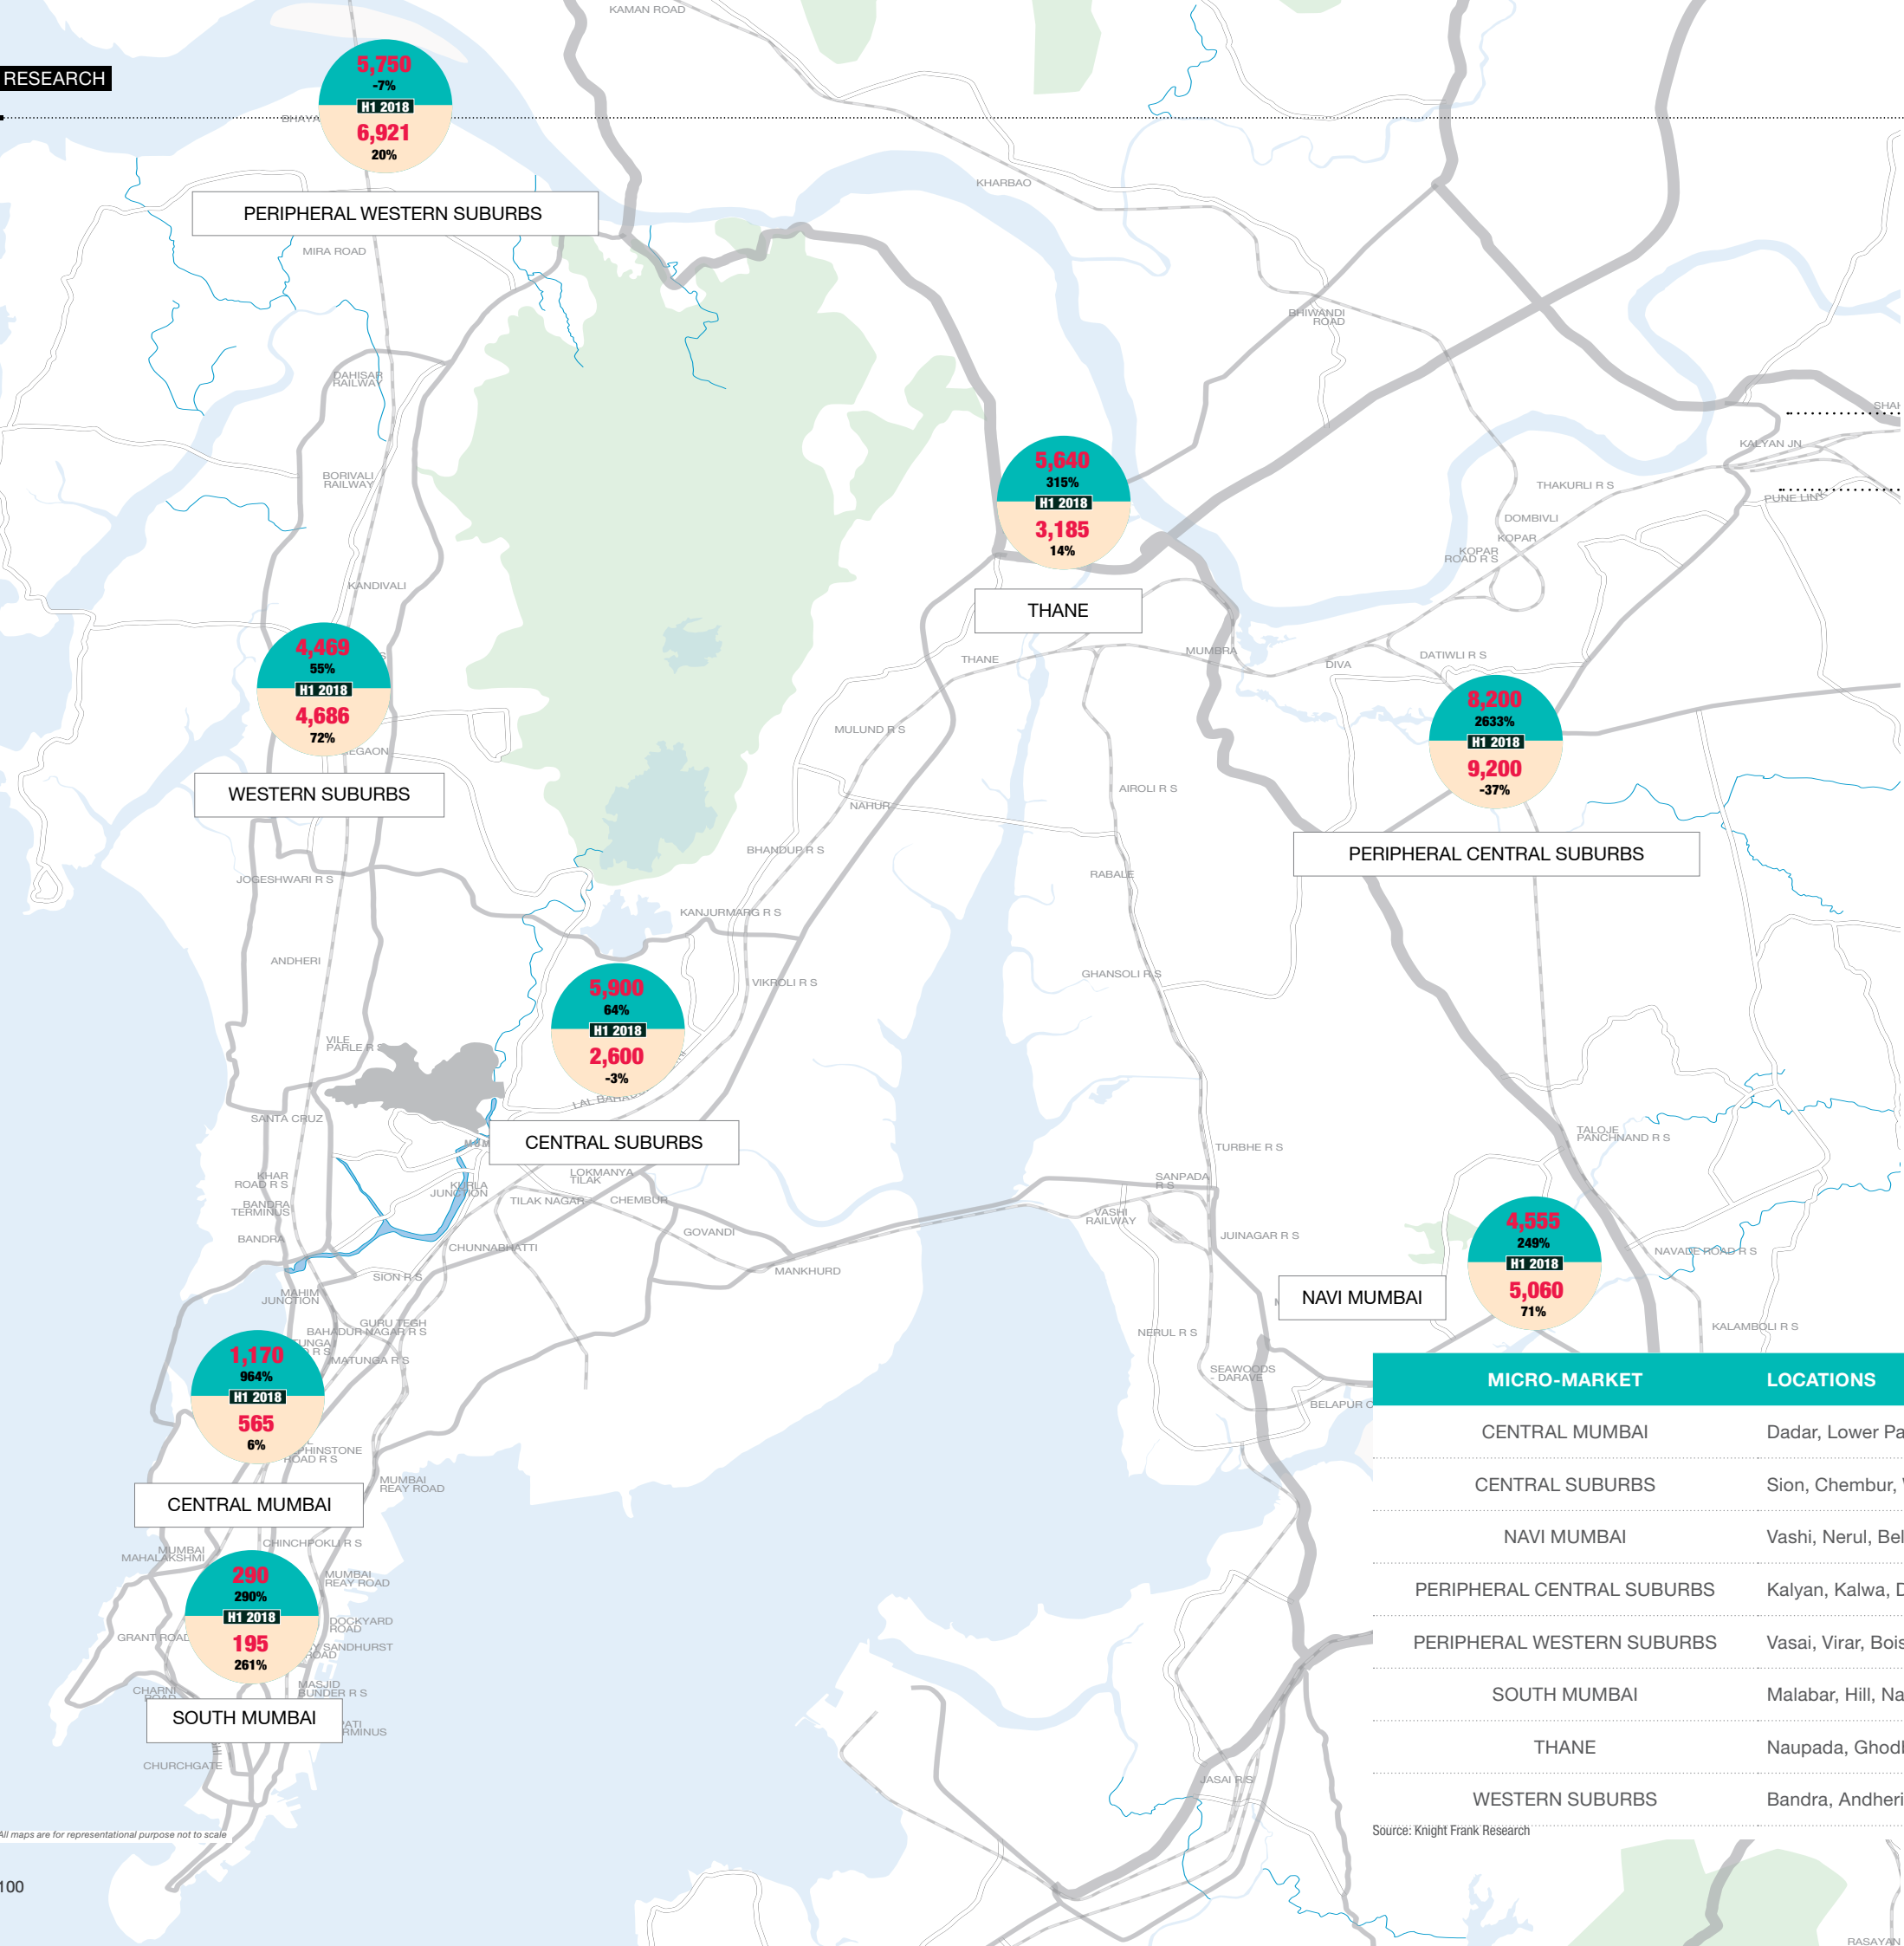 KAMAN ROAD
RESEARCH
5,750
-7%
H1 2018
6,921
20%
PERIPHERAL WESTERN SUBURBS
MIRA ROAD
KHARBAO
BHIWANDI
ROAD
DAHISAR
RAILWAY
BORIVALI
RAILWAY
KANDIVALI
KALYAN JN
THAKURLI R S
PUNE LINK
DOMBIVLI
KOPAR
KOPAR
ROAD R S
5,640
315%
H1 2018
3,185
14%
THANE
THANE
MUMBRA
DIVA
DATIWLI R S
4,469
55%
H1 2018
4,686
72%
WESTERN SUBURBS
MULUND R S
NAHUR
AIROLI R S
8,200
2633%
H1 2018
9,200
-37%
PERIPHERAL CENTRAL SUBURBS
BHANDUP R S
RABALE
JOGESHWARI R S
KANJURMARG R S
ANDHERI
VIKROLI R S
GHANSOLI R S
5,900
64%
H1 2018
2,600
-3%
CENTRAL SUBURBS
VILE
PARLE R S
SANTA CRUZ
KHAR
ROAD R S
BANDRA
TERMINUS
BANDRA
KURLA
JUNCTION
LOKMANYA
TILAK
TILAK NAGAR
CHEMBUR
GOVANDI
CHUNNABHATTI
MANKHURD
SION R S
MAHIM
JUNCTION
GURU TEGH
BAHADUR NAGAR R S
MATUNGA R S
TURBHE R S
SANPADA
R S
VASHI
RAILWAY
JUINAGAR R S
NERUL R S
SEAWOODS
- DARAVE
TALOJE
PANCHNAND R S
NAVADE ROAD R S
KALAMBOLI R S
4,555
249%
H1 2018
5,060
71%
NAVI MUMBAI
1,170
964%
H1 2018
565
6%
CENTRAL MUMBAI
ROAD R S
MUMBAI
REAY ROAD
MUMBAI
MAHALAKSHMI
CHINCHPOKLI R S
MUMBAI
REAY ROAD
DOCKYARD
ROAD
SANDHURST
ROAD
GRANT ROAD
290
290%
H1 2018
195
261%
SOUTH MUMBAI
CHARNI
ROAD
MASJID
BUNDER R S
CHURCHGATE
JASAI R S
MICRO-MARKET LOCATIONS
CENTRAL MUMBAI Dadar, Lower Pa
CENTRAL SUBURBS Sion, Chembur,
NAVI MUMBAI Vashi, Nerul, Bel
PERIPHERAL CENTRAL SUBURBS Kalyan, Kalwa, D
PERIPHERAL WESTERN SUBURBS Vasai, Virar, Bois
SOUTH MUMBAI Malabar, Hill, Na
THANE Naupada, Ghod
WESTERN SUBURBS Bandra, Andheri
Source: Knight Frank Research
All maps are for representational purpose not to scale
100
RASAYAN